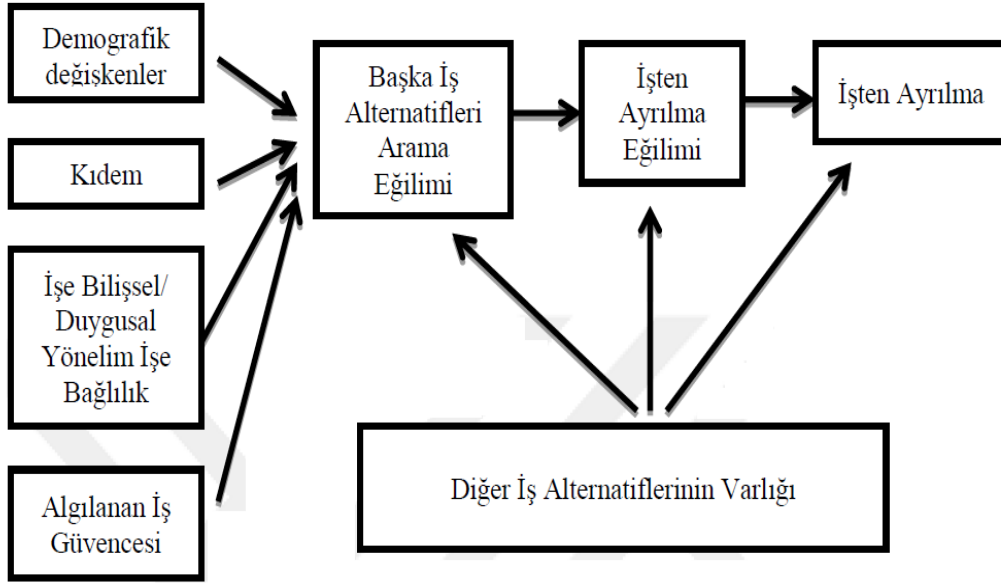 Demografik
değişkenler
Kıdem
İşe Bilişsel/
Duygusal
Yönelim İşe
Bağlılık
Algılanan İş
Güvencesi
Başka İş
Alternatifleri
Arama
Eğilimi
İşten
Ayrılma
Eğilimi
İşten Ayrılma
Diğer İş Alternatiflerinin Varlığı